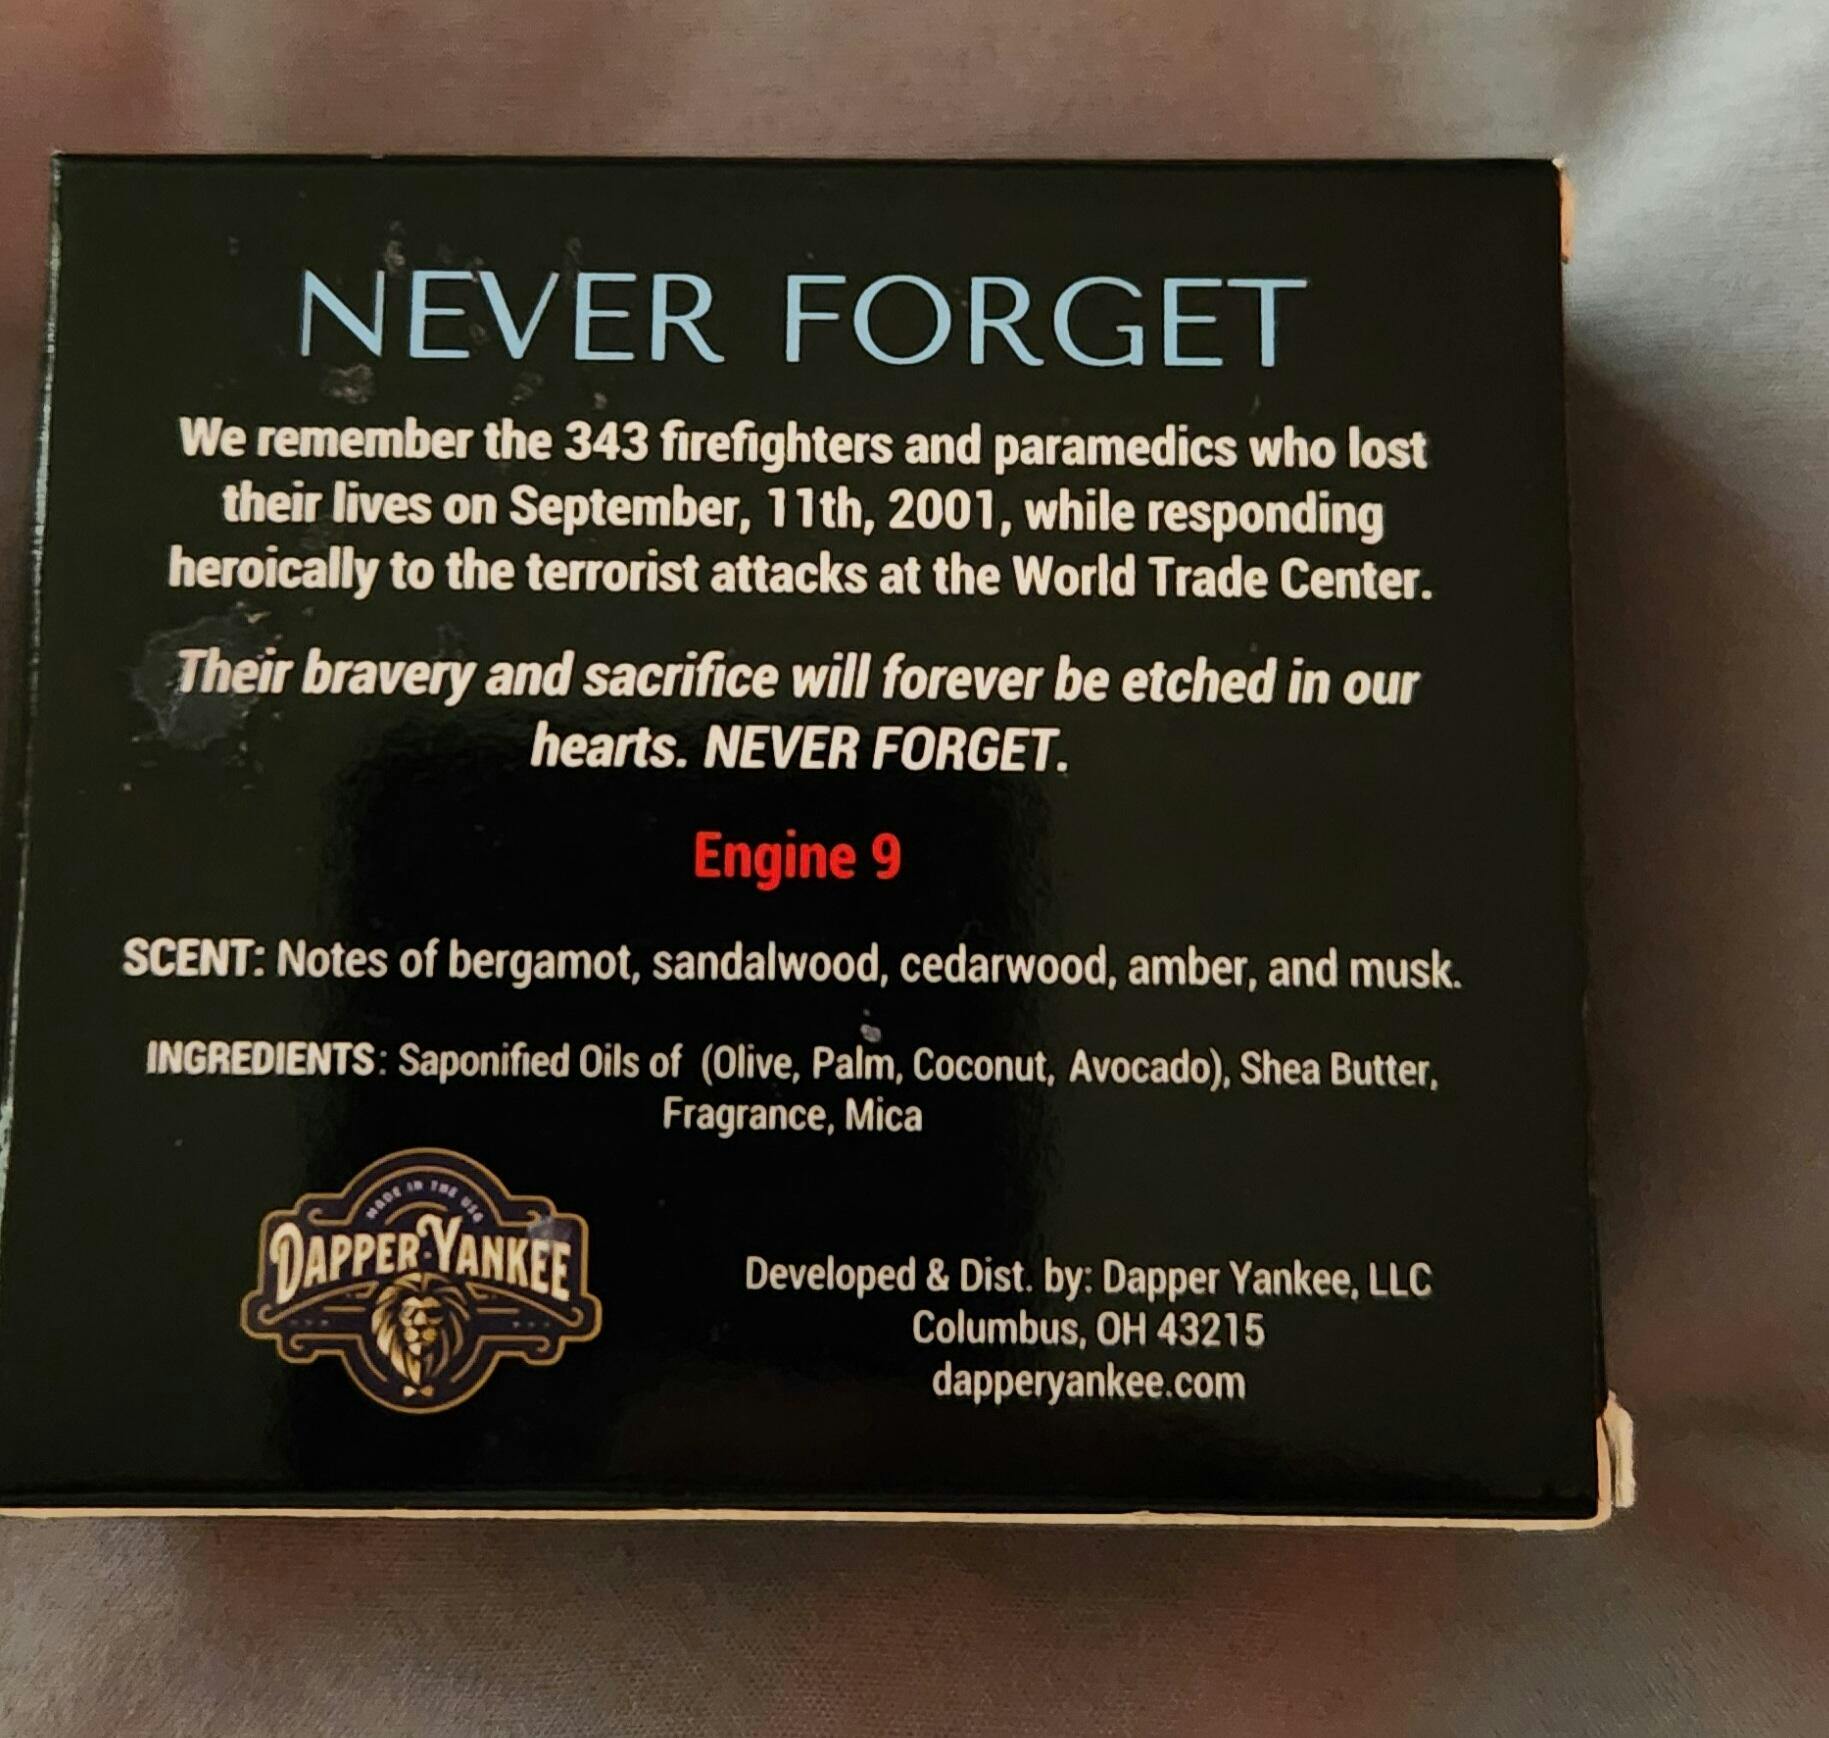 NEVER FORGET
We remember the 343 firefighters and paramedics who lost
their lives on September, 11th, 2001, while responding
heroically to the terrorist attacks at the World Trade Center.
Their bravery and sacrifice will forever be etched in our
hearts. NEVER FORGET.
Engine 9
SCENT: Notes of bergamot, sandalwood, cedarwood, amber, and musk.
INGREDIENTS: Saponified Oils of (Olive, Palm, Coconut, Avocado), Shea Butter,
Fragrance, Mica
MADE IN THE USA
DAPPER YANKEE
Developed & Dist. by: Dapper Yankee, LLC
Columbus, OH 43215
dapperyankee.com